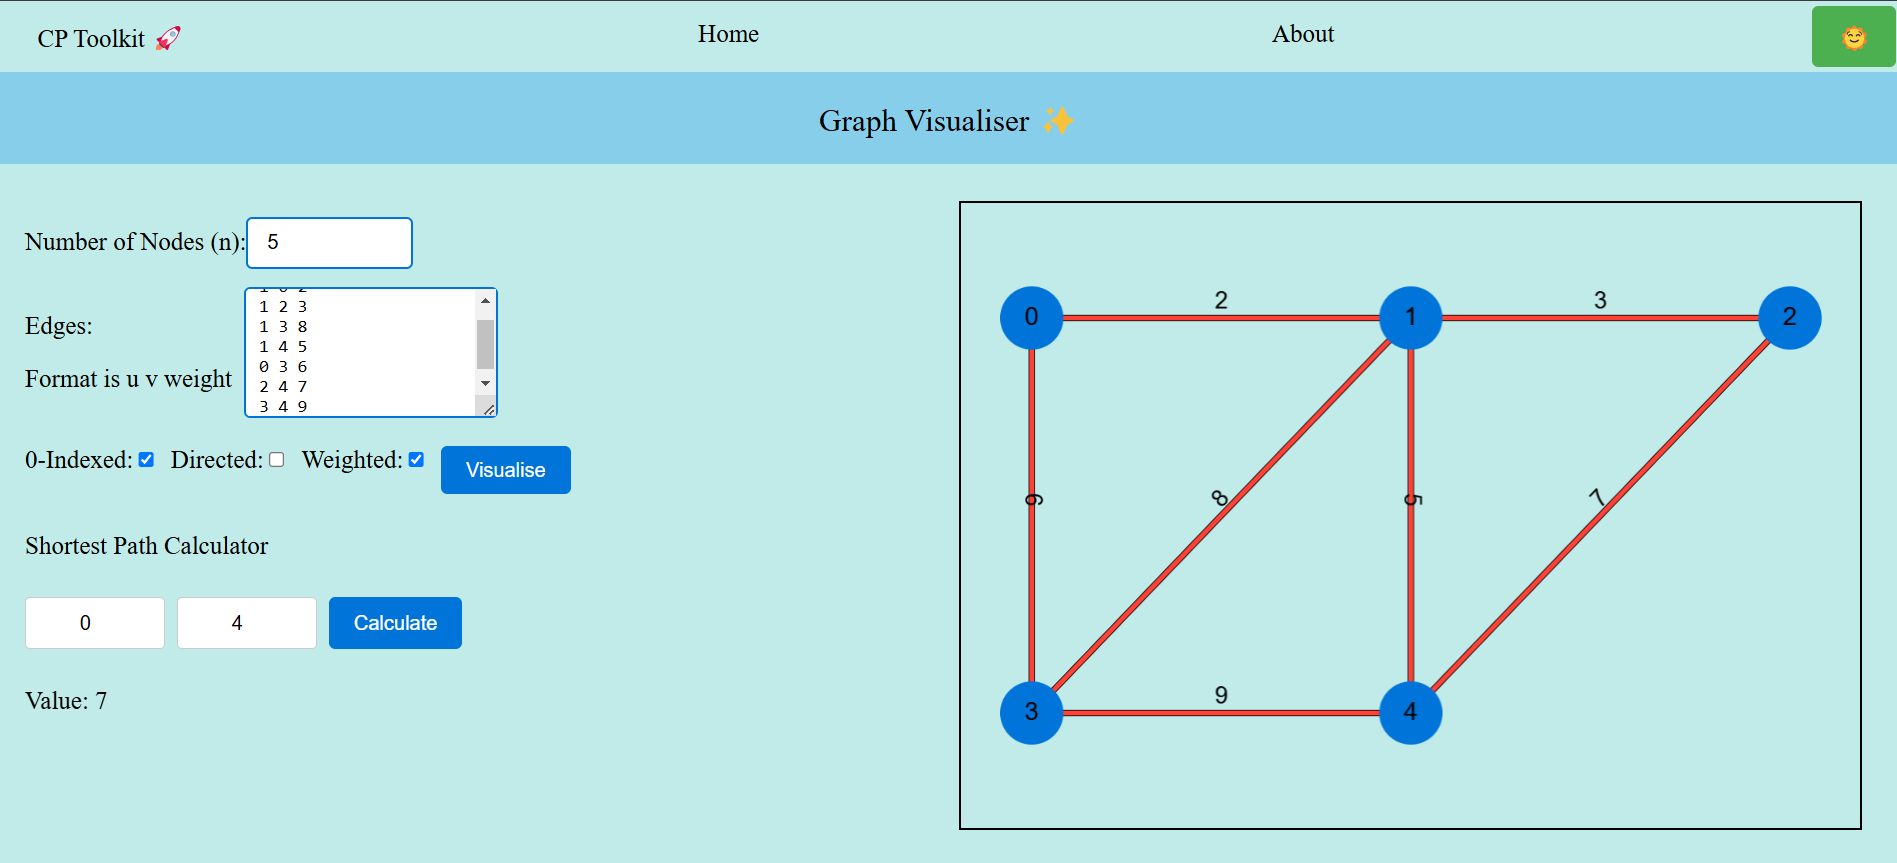 CP Toolkit 🚀
Home
About
🌞
Graph Visualiser ✨
Number of Nodes (n): 5
Edges:
Format is u v weight
1 0 2
1 2 3
1 3 8
1 4 5
0 3 6
2 4 7
3 4 9
0-Indexed: Directed: Weighted: Visualise
Shortest Path Calculator
0 4 Calculate
Value: 7
2 3
0 1 2
6 8 5 7
9
3 4